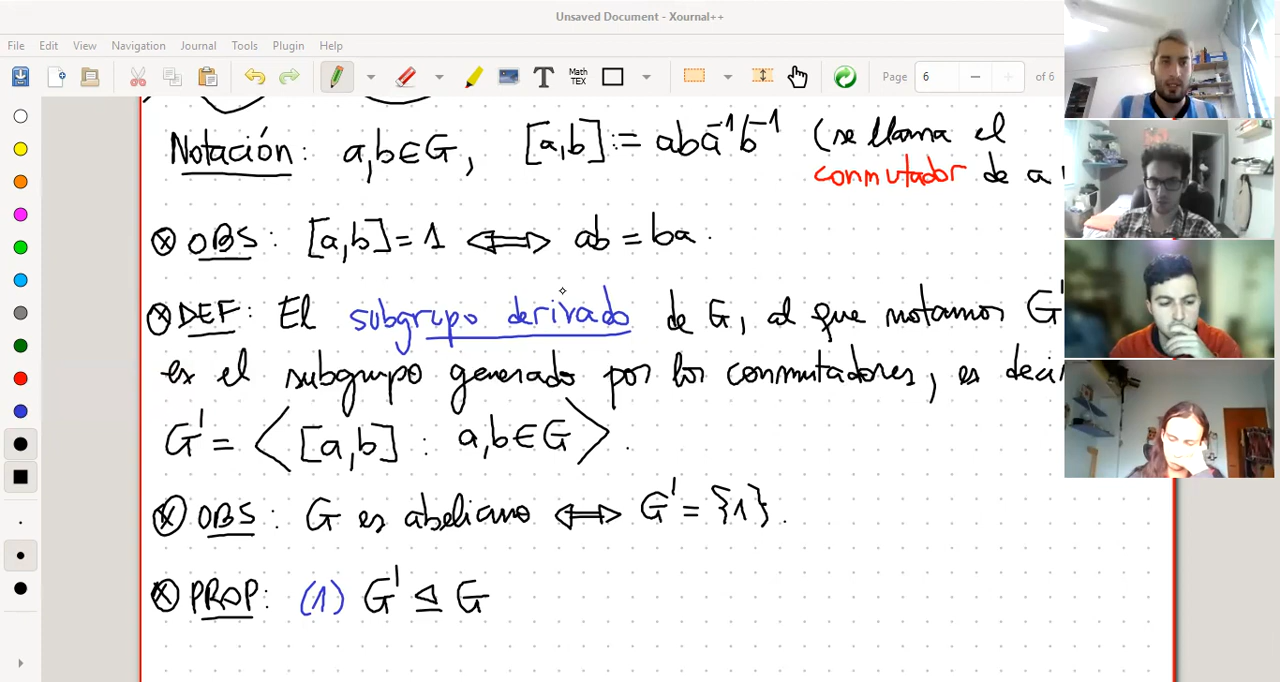 Unsaved Document - Xournal++
File Edit View Navigation Journal Tools Plugin Help
Math TEX Page 6 of 6
Notación: a,b∈G, [a,b]:= aba⁻¹b⁻¹ (se llama el
conmutador de a
⊗ OBS: [a,b]=1 ⟺ ab=ba.
⊗ DEF: El subgrupo derivado de G, al que notamos G'
es el subgrupo generado por los conmutadores, es deci
G' = ⟨[a,b] : a,b∈G⟩.
⊗ OBS: G es abeliano ⟺ G' = {1}.
⊗ PROP: (1) G' ⊴ G